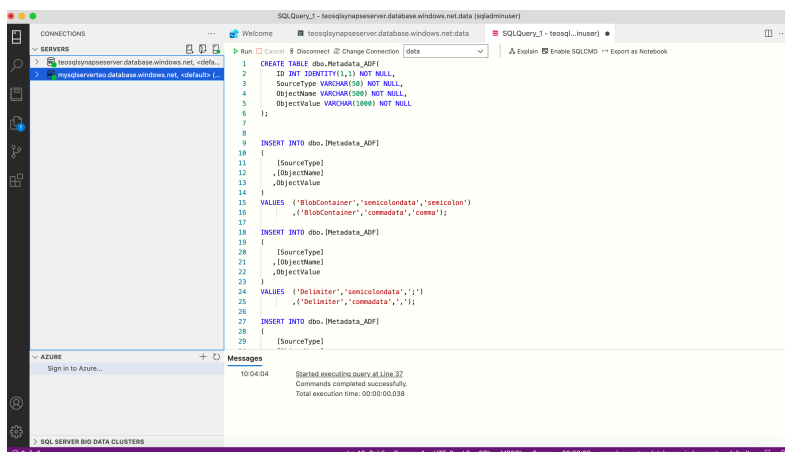 SQLQuery_1 - teosqlsynapseserver.database.windows.net.data (sqladminuser)
CONNECTIONS
Welcome
teosqlsynapseserver.database.windows.net:data
SQLQuery_1 - teosql...inuser)
SERVERS
teosqlsynapseserver.database.windows.net, <defa...
mysqlserverteo.database.windows.net, <default> (...
Run Cancel Disconnect Change Connection data Explain Enable SQLCMD Export as Notebook
1 CREATE TABLE dbo.Metadata_ADF(
2 ID INT IDENTITY(1,1) NOT NULL,
3 SourceType VARCHAR(50) NOT NULL,
4 ObjectName VARCHAR(500) NOT NULL,
5 ObjectValue VARCHAR(1000) NOT NULL
6 );
7
8
9 INSERT INTO dbo.[Metadata_ADF]
10 (
11 [SourceType]
12 ,[ObjectName]
13 ,ObjectValue
14 )
15 VALUES ('BlobContainer','semicolondata','semicolon')
16 ,('BlobContainer','commadata','comma');
17
18 INSERT INTO dbo.[Metadata_ADF]
19 (
20 [SourceType]
21 ,[ObjectName]
22 ,ObjectValue
23 )
24 VALUES ('Delimiter','semicolondata',';')
25 ,('Delimiter','commadata',',');
26
27 INSERT INTO dbo.[Metadata_ADF]
28 (
29 [SourceType]
AZURE
Sign in to Azure...
Messages
10:04:04 Started executing query at Line 37
Commands completed successfully.
Total execution time: 00:00:00.038
SQL SERVER BIG DATA CLUSTERS